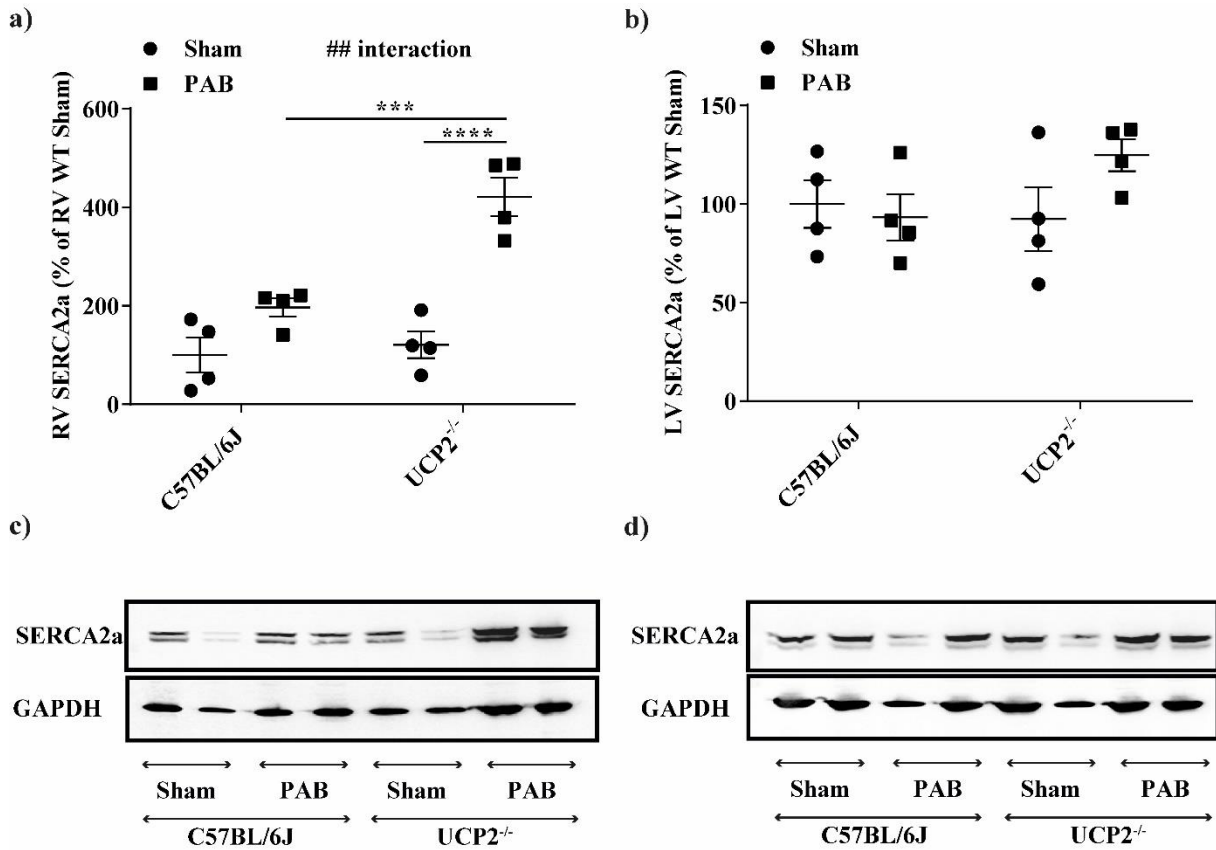 a)
Sham
PAB
## interaction
***
****
RV SERCA2a (% of RV WT Sham)
600
400
200
0
C57BL/6J
UCP2-/-
b)
Sham
PAB
LV SERCA2a (% of LV WT Sham)
150
100
50
0
C57BL/6J
UCP2-/-
c)
SERCA2a
GAPDH
Sham PAB Sham PAB
C57BL/6J UCP2-/-
d)
SERCA2a
GAPDH
Sham PAB Sham PAB
C57BL/6J UCP2-/-